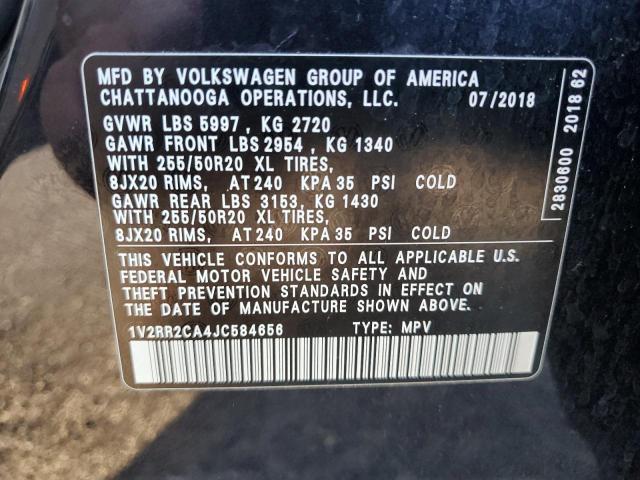 MFD BY VOLKSWAGEN GROUP OF AMERICA
CHATTANOOGA OPERATIONS, LLC. 07/2018
GVWR LBS 5997, KG 2720
GAWR FRONT LBS 2954, KG 1340
WITH 255/50R20 XL TIRES,
8JX20 RIMS, AT 240 KPA 35 PSI COLD
GAWR REAR LBS 3153, KG 1430
WITH 255/50R20 XL TIRES,
8JX20 RIMS, AT 240 KPA 35 PSI COLD
THIS VEHICLE CONFORMS TO ALL APPLICABLE U.S.
FEDERAL MOTOR VEHICLE SAFETY AND
THEFT PREVENTION STANDARDS IN EFFECT ON
THE DATE OF MANUFACTURE SHOWN ABOVE.
1V2RR2CA4JC584656 TYPE: MPV
2830600 2018 62